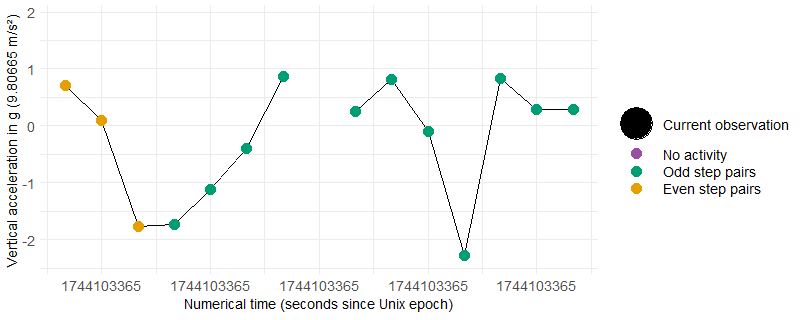 Vertical acceleration in g (9.80665 m/s²)
2
1
0
-1
-2
1744103365 1744103365 1744103365 1744103365 1744103365
Numerical time (seconds since Unix epoch)
Current observation
No activity
Odd step pairs
Even step pairs